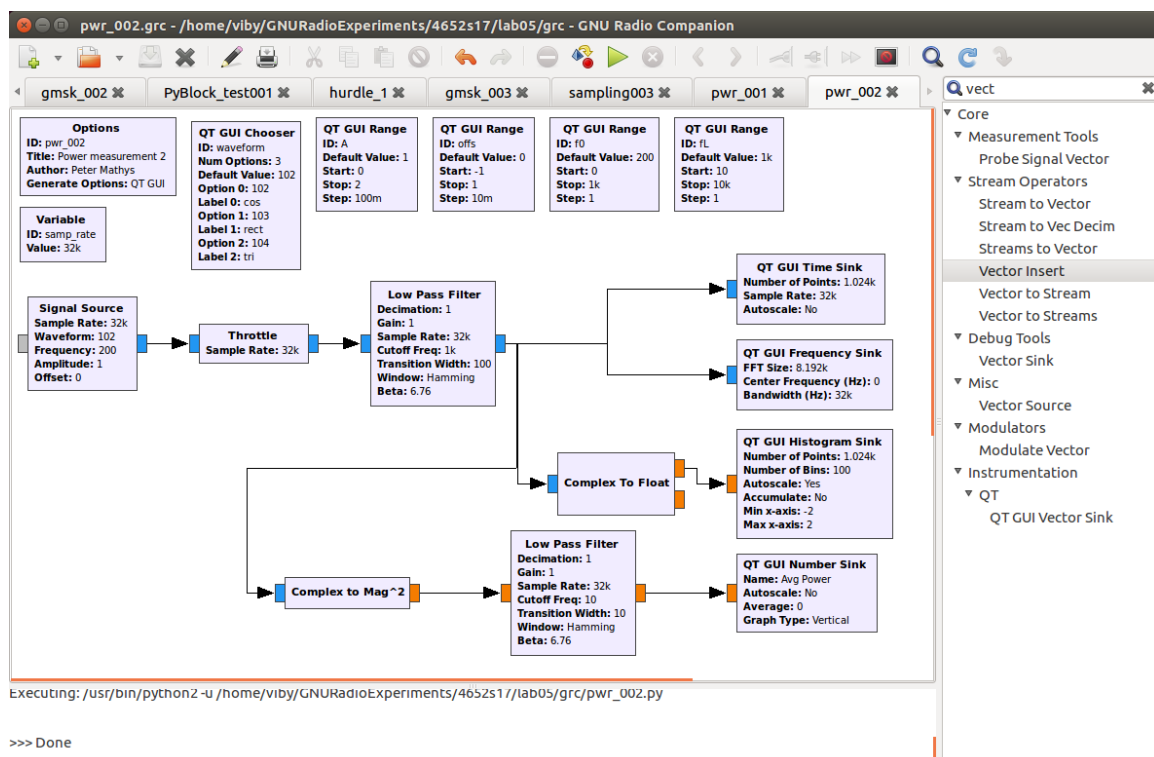 pwr_002.grc - /home/viby/GNURadioExperiments/4652s17/lab05/grc - GNU Radio Companion
gmsk_002
PyBlock_test001
hurdle_1
gmsk_003
sampling003
pwr_001
pwr_002
Options
ID: pwr_002
Title: Power measurement 2
Author: Peter Mathys
Generate Options: QT GUI
Variable
ID: samp_rate
Value: 32k
QT GUI Chooser
ID: waveform
Num Options: 3
Default Value: 102
Option 0: 102
Label 0: cos
Option 1: 103
Label 1: rect
Option 2: 104
Label 2: tri
QT GUI Range
ID: A
Default Value: 1
Start: 0
Stop: 2
Step: 100m
QT GUI Range
ID: offs
Default Value: 0
Start: -1
Stop: 1
Step: 10m
QT GUI Range
ID: f0
Default Value: 200
Start: 0
Stop: 1k
Step: 1
QT GUI Range
ID: fL
Default Value: 1k
Start: 10
Stop: 10k
Step: 1
Signal Source
Sample Rate: 32k
Waveform: 102
Frequency: 200
Amplitude: 1
Offset: 0
Throttle
Sample Rate: 32k
Low Pass Filter
Decimation: 1
Gain: 1
Sample Rate: 32k
Cutoff Freq: 1k
Transition Width: 100
Window: Hamming
Beta: 6.76
QT GUI Time Sink
Number of Points: 1.024k
Sample Rate: 32k
Autoscale: No
QT GUI Frequency Sink
FFT Size: 8.192k
Center Frequency (Hz): 0
Bandwidth (Hz): 32k
Complex To Float
QT GUI Histogram Sink
Number of Points: 1.024k
Number of Bins: 100
Autoscale: Yes
Accumulate: No
Min x-axis: -2
Max x-axis: 2
Complex to Mag^2
Low Pass Filter
Decimation: 1
Gain: 1
Sample Rate: 32k
Cutoff Freq: 10
Transition Width: 10
Window: Hamming
Beta: 6.76
QT GUI Number Sink
Name: Avg Power
Autoscale: No
Average: 0
Graph Type: Vertical
vect
Core
Measurement Tools
Probe Signal Vector
Stream Operators
Stream to Vector
Stream to Vec Decim
Streams to Vector
Vector Insert
Vector to Stream
Vector to Streams
Debug Tools
Vector Sink
Misc
Vector Source
Modulators
Modulate Vector
Instrumentation
QT
QT GUI Vector Sink
Executing: /usr/bin/python2 -u /home/viby/GNURadioExperiments/4652s17/lab05/grc/pwr_002.py
>>> Done